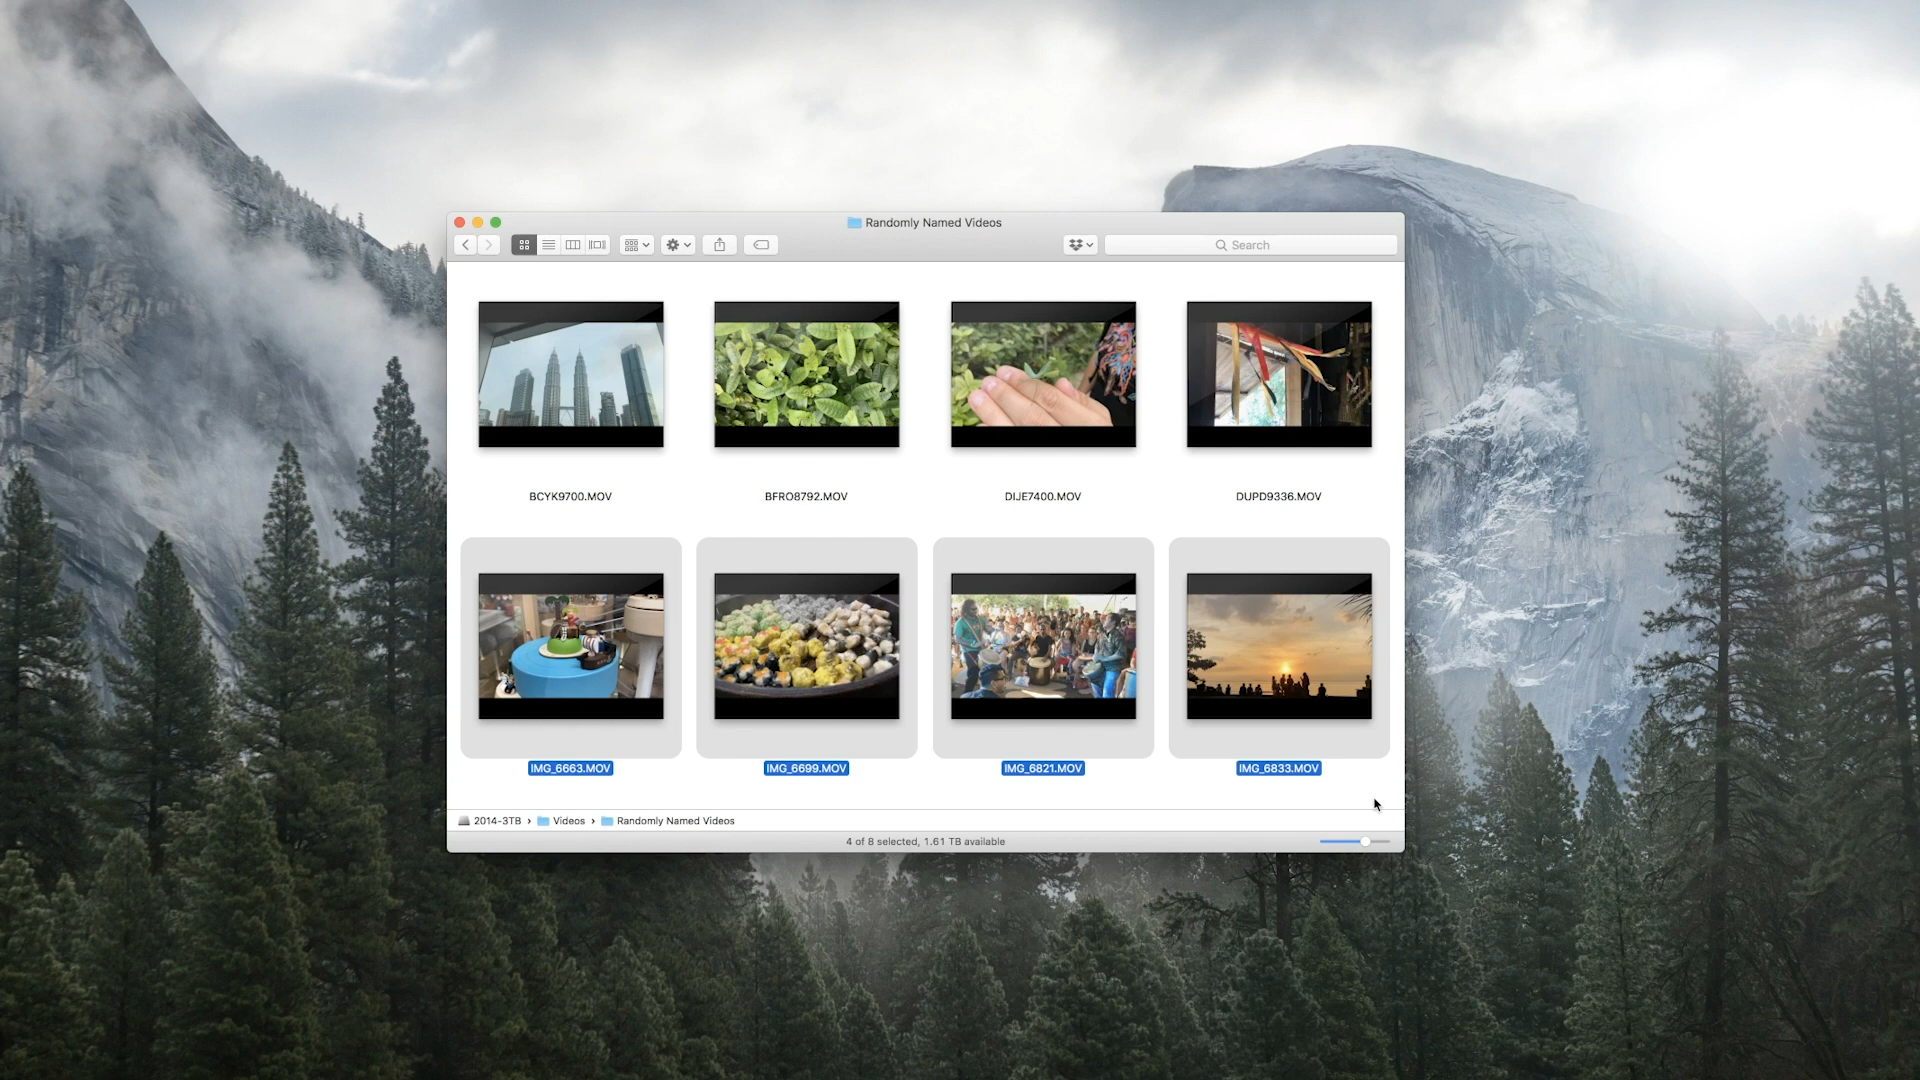 Randomly Named Videos
Search
BCYK9700.MOV
BFRO8792.MOV
DIJE7400.MOV
DUPD9336.MOV
IMG_6663.MOV
IMG_6699.MOV
IMG_6821.MOV
IMG_6833.MOV
2014-3TB › Videos › Randomly Named Videos
4 of 8 selected, 1.61 TB available